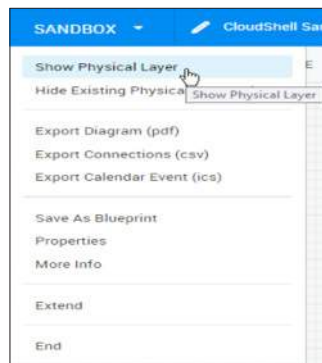 SANDBOX CloudShell Sa
Show Physical Layer E
Hide Existing Physica
Show Physical Layer
Export Diagram (pdf)
Export Connections (csv)
Export Calendar Event (ics)
Save As Blueprint
Properties
More Info
Extend
End